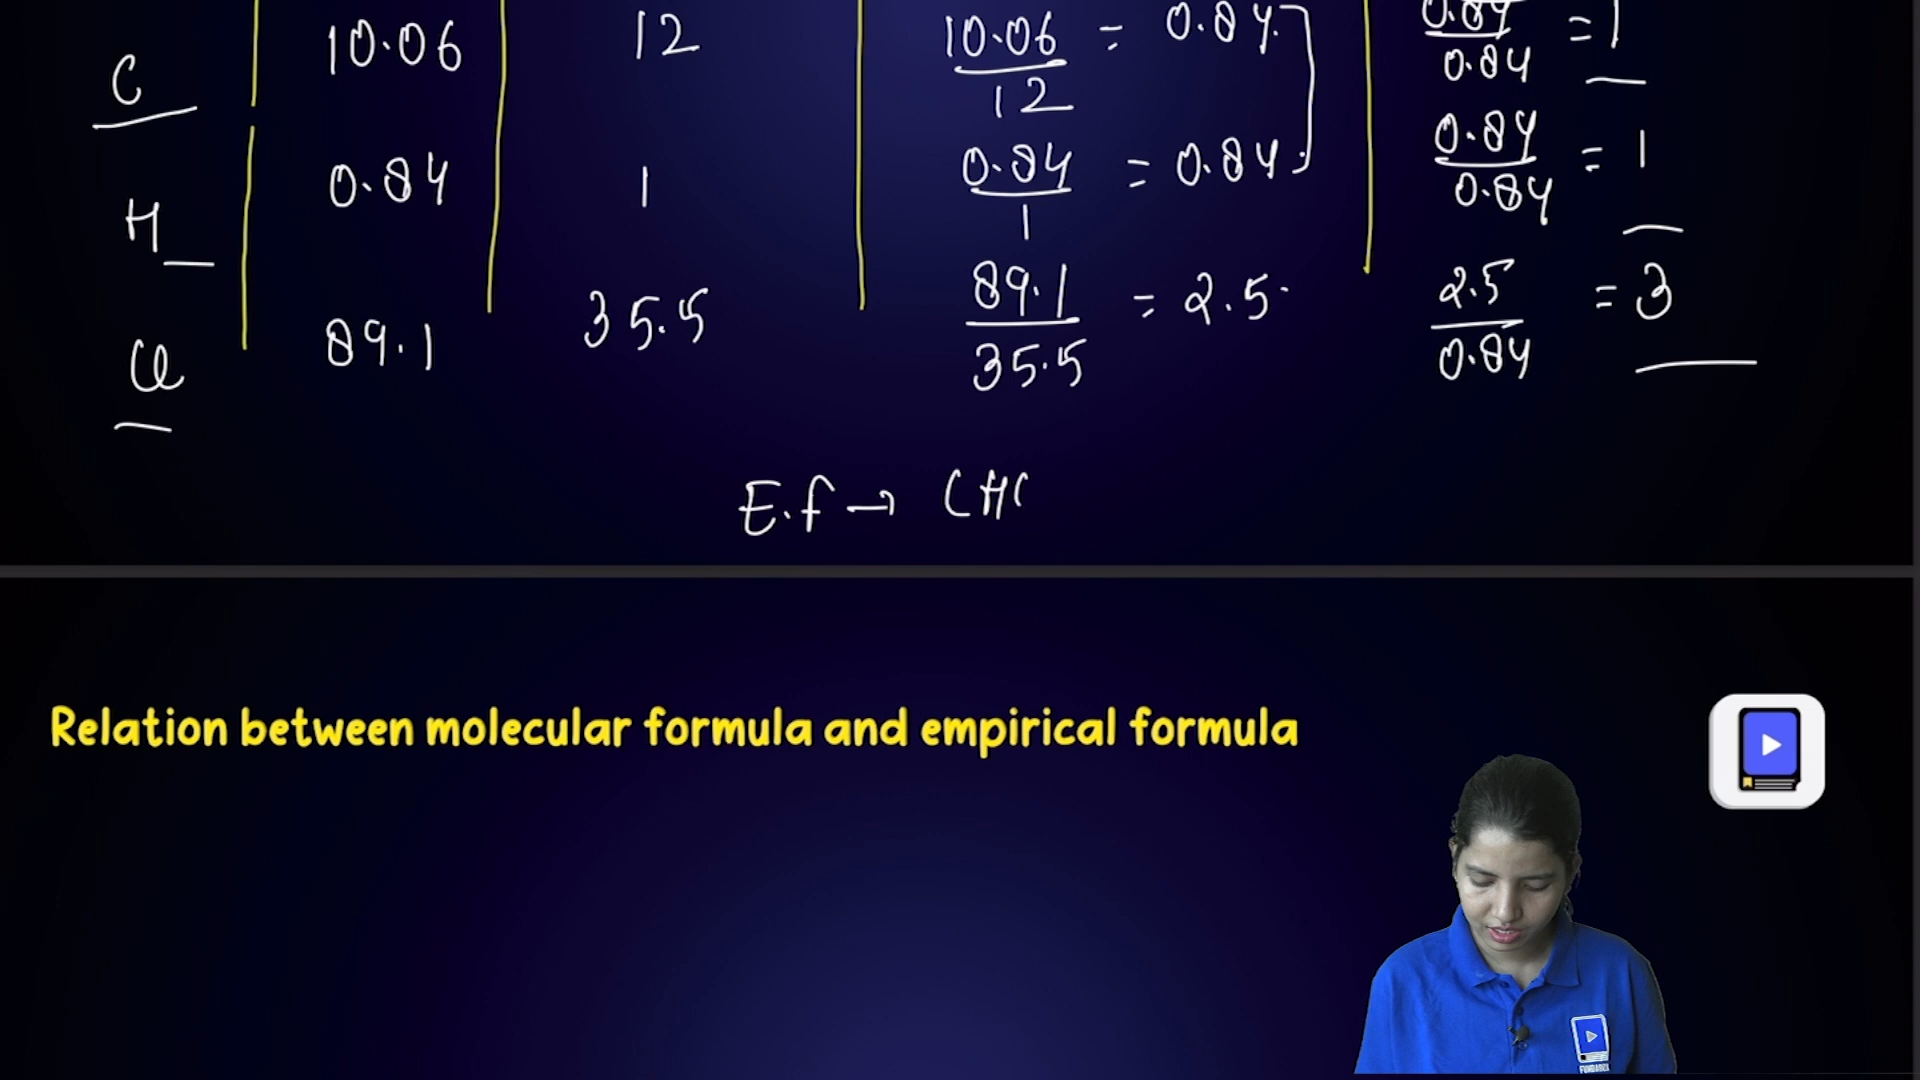 C 10.06 12 10.06/12 = 0.84 0.84/0.84 = 1
H 0.84 1 0.84/1 = 0.84 0.84/0.84 = 1
Cl 89.1 35.5 89.1/35.5 = 2.5 2.5/0.84 = 3
E.f → CHC
Relation between molecular formula and empirical formula